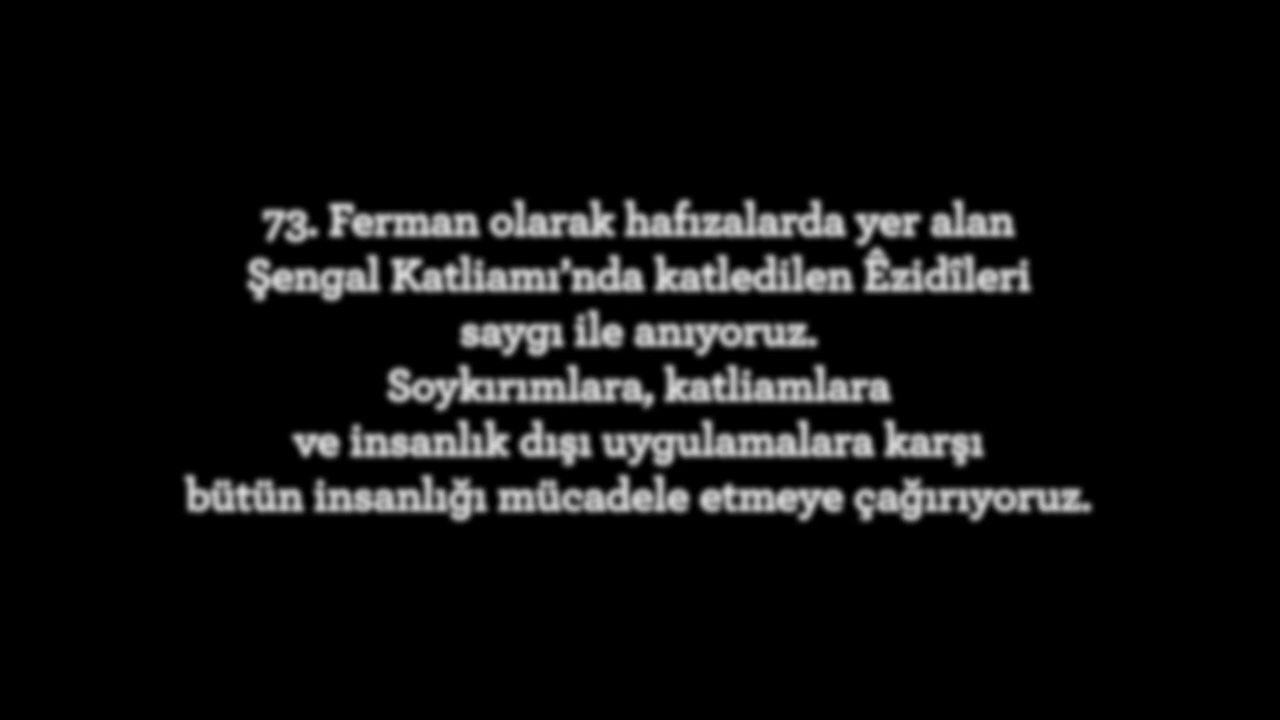 73. Ferman olarak hafızalarda yer alan
Şengal Katliamı’nda katledilen Êzidîleri
saygı ile anıyoruz.
Soykırımlara, katliamlara
ve insanlık dışı uygulamalara karşı
bütün insanlığı mücadele etmeye çağırıyoruz.